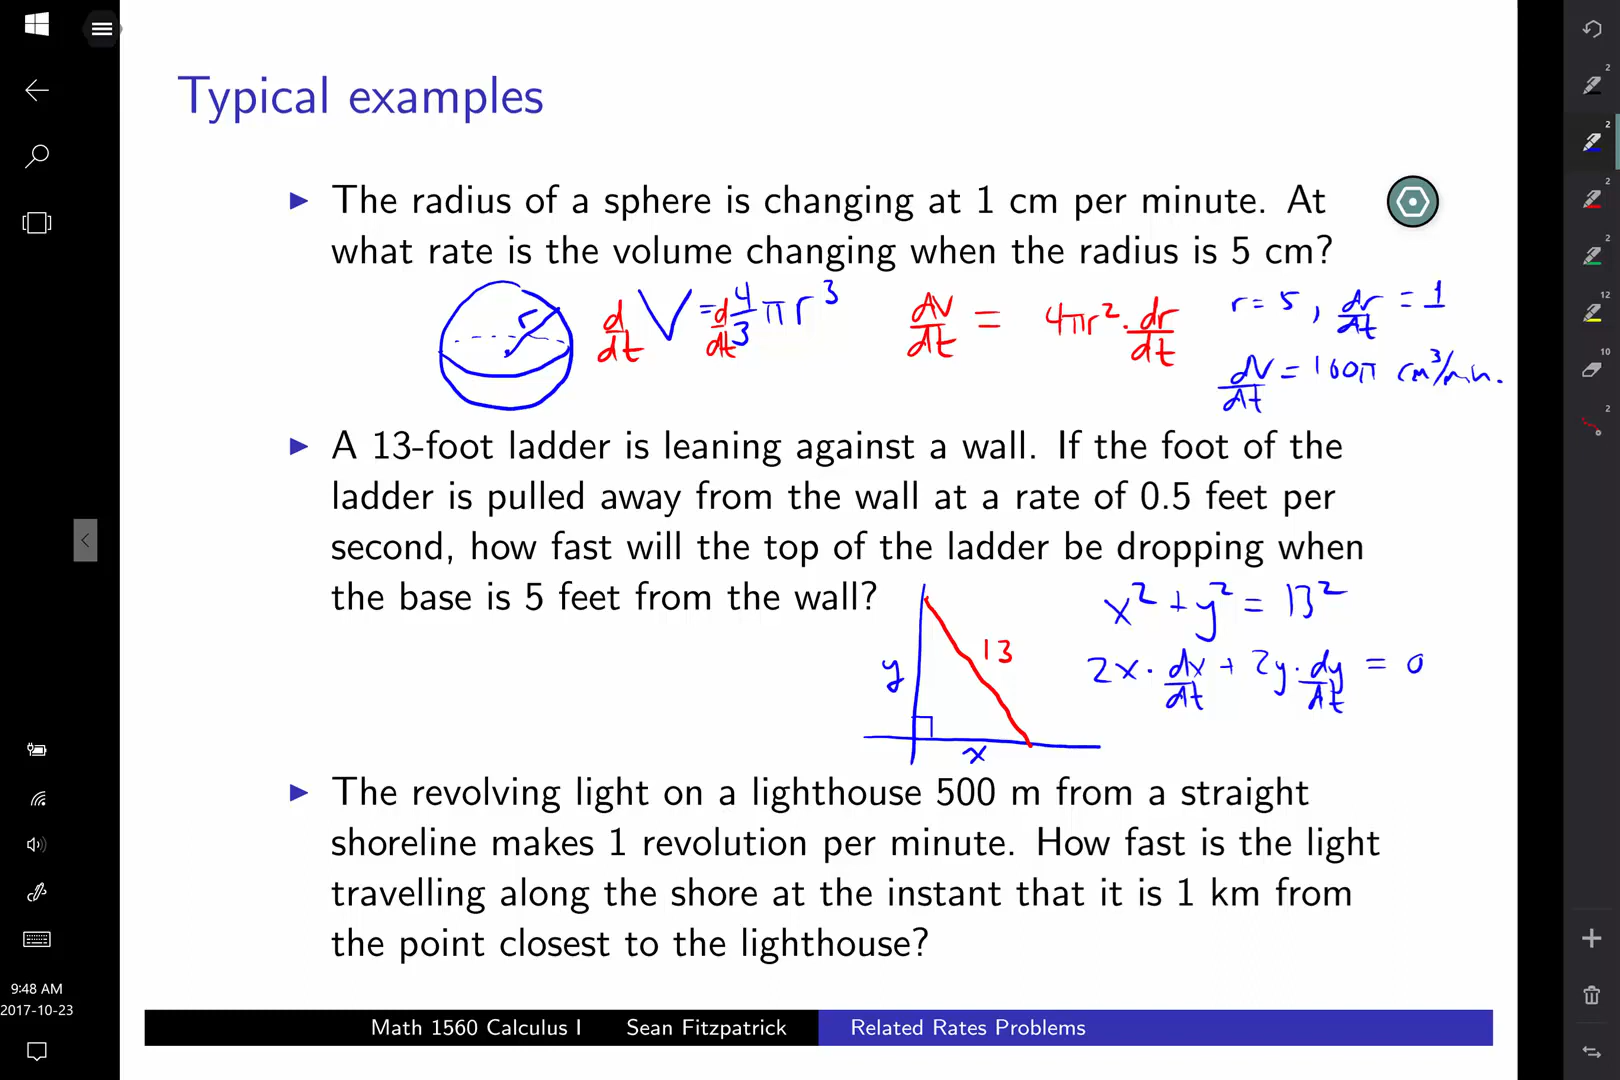 Typical examples
The radius of a sphere is changing at 1 cm per minute. At
what rate is the volume changing when the radius is 5 cm?
r
d/dt V = d/dt 4/3 πr³
dV/dt = 4πr² · dr/dt
r = 5, dr/dt = 1
dV/dt = 100π cm³/min.
A 13-foot ladder is leaning against a wall. If the foot of the
ladder is pulled away from the wall at a rate of 0.5 feet per
second, how fast will the top of the ladder be dropping when
the base is 5 feet from the wall?
y
13
x
x² + y² = 13²
2x · dx/dt + 2y · dy/dt = 0
The revolving light on a lighthouse 500 m from a straight
shoreline makes 1 revolution per minute. How fast is the light
travelling along the shore at the instant that it is 1 km from
the point closest to the lighthouse?
Math 1560 Calculus I Sean Fitzpatrick Related Rates Problems
9:48 AM
2017-10-23
2
2
2
2
12
10
2